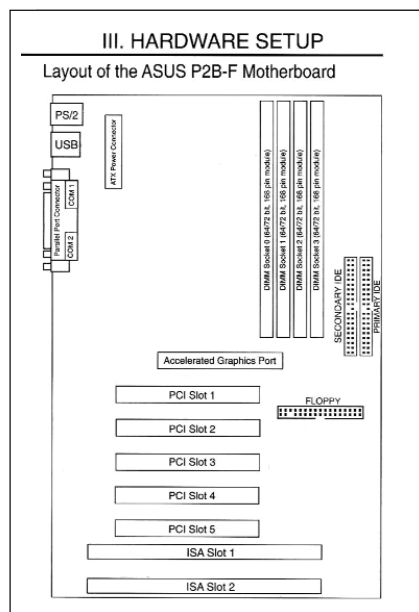 III. HARDWARE SETUP
Layout of the ASUS P2B-F Motherboard
PS/2
USB
ATX Power Connector
Parallel Port Connector
COM 1
COM 2
DIMM Socket 0 (64/72 bit, 168 pin module)
DIMM Socket 1 (64/72 bit, 168 pin module)
DIMM Socket 2 (64/72 bit, 168 pin module)
DIMM Socket 3 (64/72 bit, 168 pin module)
SECONDARY IDE
PRIMARY IDE
Accelerated Graphics Port
PCI Slot 1
FLOPPY
PCI Slot 2
PCI Slot 3
PCI Slot 4
PCI Slot 5
ISA Slot 1
ISA Slot 2